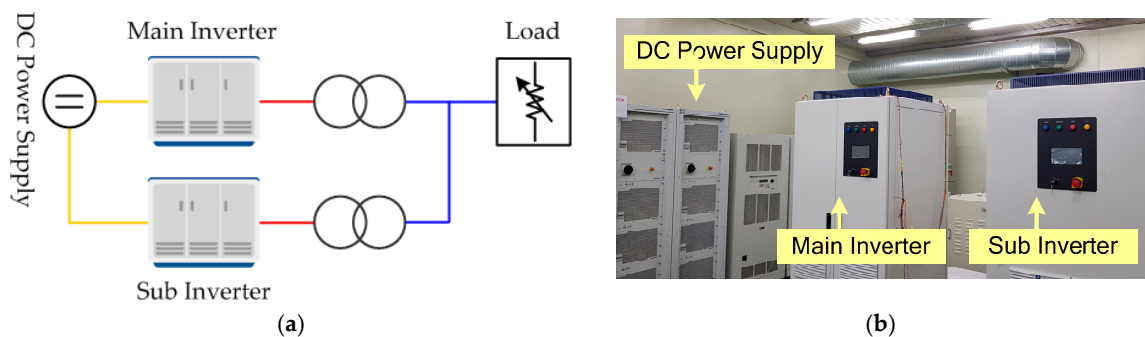 Main Inverter
Load
DC Power Supply
Sub Inverter
(a)
DC Power Supply
Main Inverter
Sub Inverter
(b)